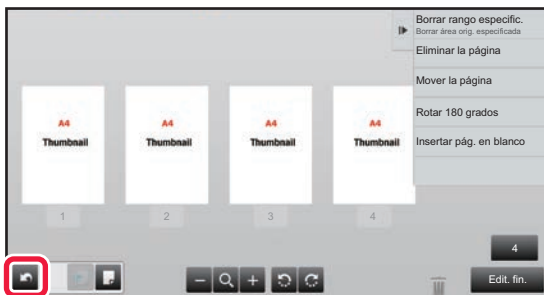 Borrar rango especific.
Borrar área orig. especificada
Eliminar la página
Mover la página
Rotar 180 grados
Insertar pág. en blanco
A4
Thumbnail
A4
Thumbnail
A4
Thumbnail
A4
Thumbnail
1
2
3
4
4
Edit. fin.